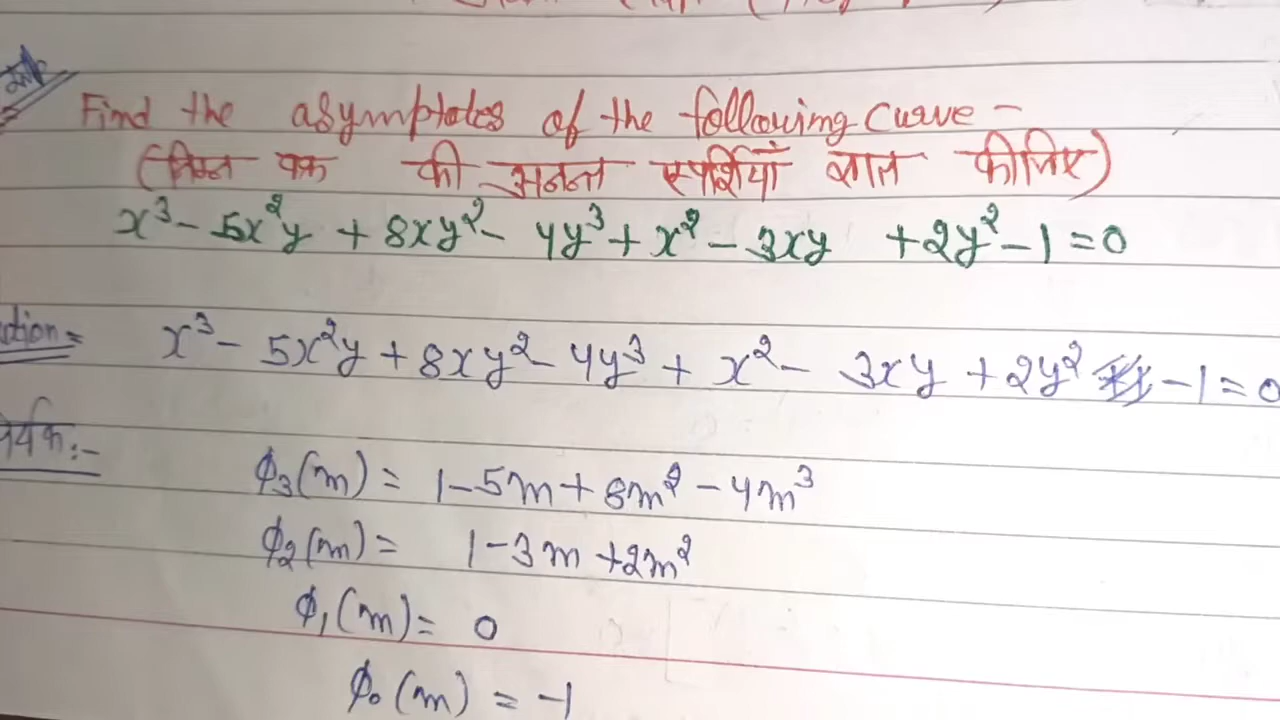 Find the asymptotes of the following curve -
(निम्न वक्र की अनन्त स्पर्शियाँ ज्ञात कीजिए)
x³ - 5x²y + 8xy² - 4y³ + x² - 3xy + 2y² - 1 = 0
x³ - 5x²y + 8xy² - 4y³ + x² - 3xy + 2y² - 1 = 0
ϕ₃(m) = 1 - 5m + 8m² - 4m³
ϕ₂(m) = 1 - 3m + 2m²
ϕ₁(m) = 0
ϕ₀(m) = -1